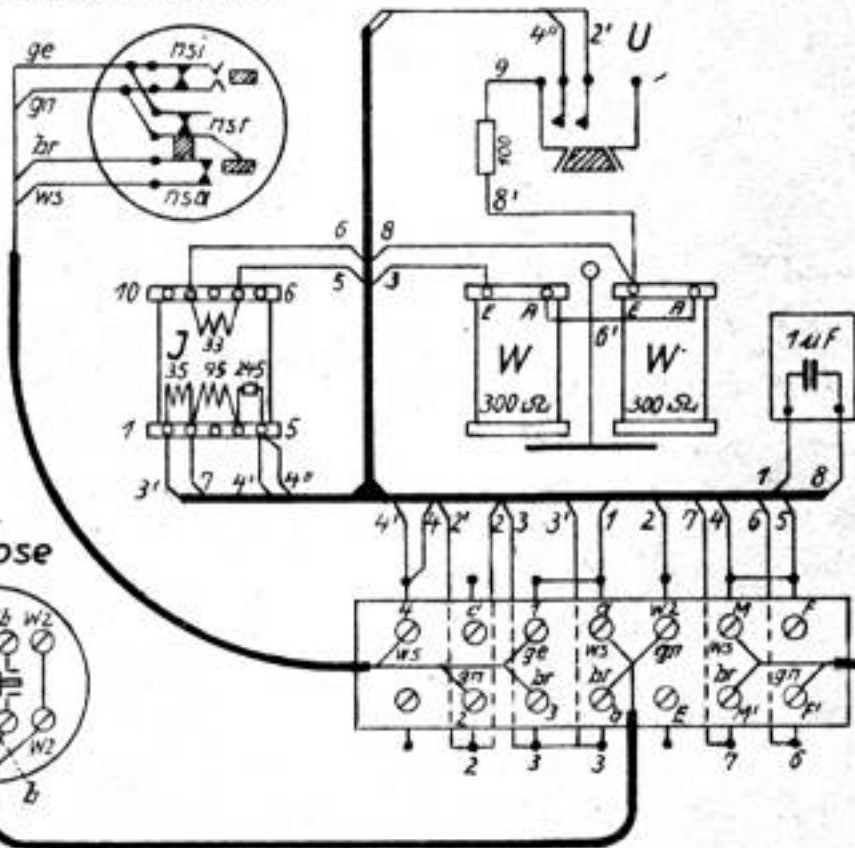 4" 2' U
ge nsi
gn nsr
br
ws nsa
9
100
8'
6 8
5 3
10 6
J 33
35 95 245
1 5
E A
W
300 Ω
6'
E A
W
300 Ω
1 µF
1 8
3' 7 4' 4"
4' 4 2' 2 3 3' 1 2 7 4 6 5
ose
b W2
W2
b
4 c 1 a W2 M F
ws ge ws gn ws
gn br br br gn
2 3 b E M' F'
2 3 3 7 6